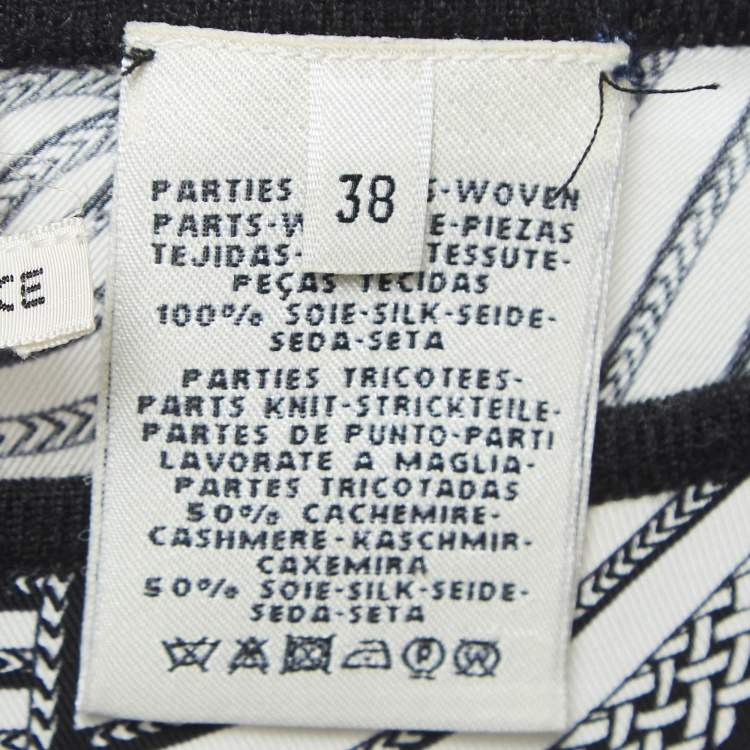 38
PARTIES S-WOVEN
PARTS-W E-PIEZAS
TEJIDAS- TESSUTE-
PEÇAS TECIDAS
100% SOIE-SILK-SEIDE-
SEDA-SETA
PARTIES TRICOTEES-
PARTS KNIT-STRICKTEILE-
PARTES DE PUNTO-PARTI
LAVORATE A MAGLIA-
PARTES TRICOTADAS
50% CACHEMIRE-
CASHMERE-KASCHMIR-
CAXEMIRA
50% SOIE-SILK-SEIDE-
SEDA-SETA
P W
CE